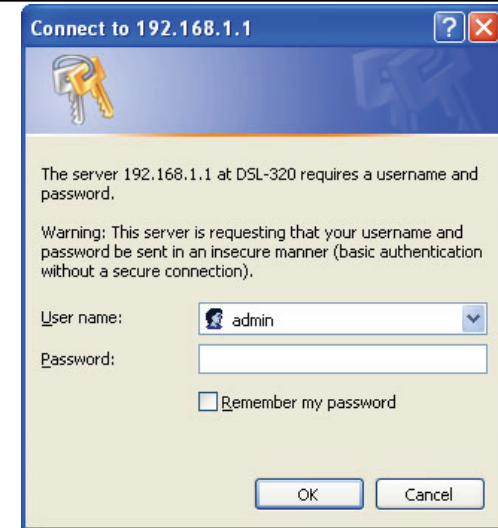 Connect to 192.168.1.1
The server 192.168.1.1 at DSL-320 requires a username and
password.
Warning: This server is requesting that your username and
password be sent in an insecure manner (basic authentication
without a secure connection).
User name:
admin
Password:
Remember my password
OK
Cancel